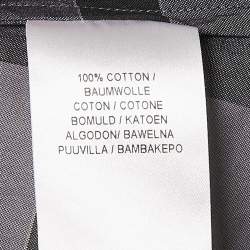 100% COTTON /
BAUMWOLLE
COTON / COTONE
BOMULD / KATOEN
ALGODON/ BAWELNA
PUUVILLA / BAMBAKEPO